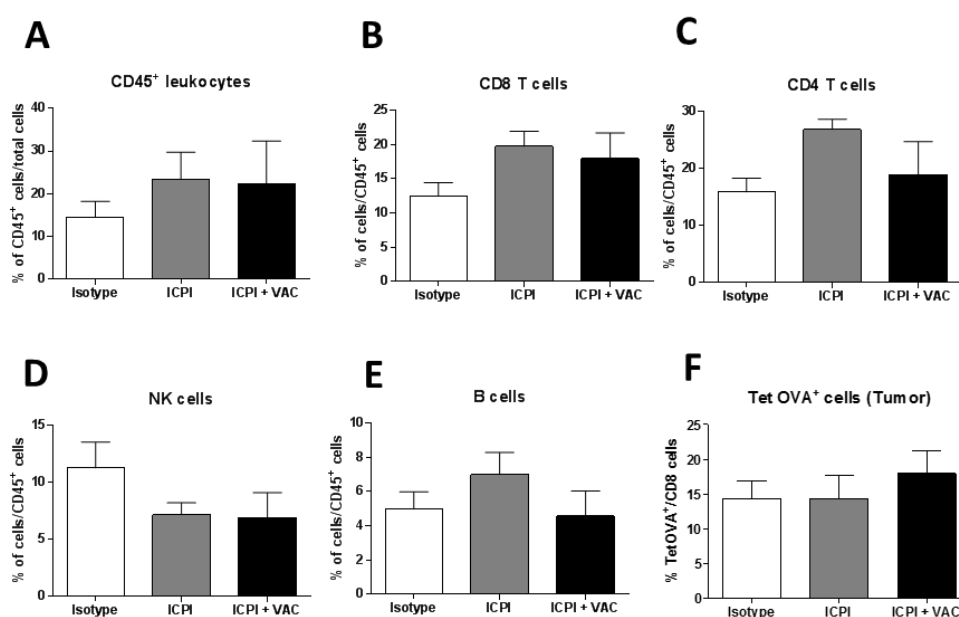 A
CD45⁺ leukocytes
% of CD45⁺ cells/total cells
40
30
20
10
0
Isotype ICPI ICPI + VAC
B
CD8 T cells
% of cells/CD45⁺ cells
25
20
15
10
5
0
Isotype ICPI ICPI + VAC
C
CD4 T cells
% of cells/CD45⁺ cells
30
20
10
0
Isotype ICPI ICPI + VAC
D
NK cells
% of cells/CD45⁺ cells
15
10
5
0
Isotype ICPI ICPI + VAC
E
B cells
% of cells/CD45⁺ cells
10
8
6
4
2
0
Isotype ICPI ICPI + VAC
F
Tet OVA⁺ cells (Tumor)
% TetOVA⁺/CD8 cells
25
20
15
10
5
0
Isotype ICPI ICPI + VAC